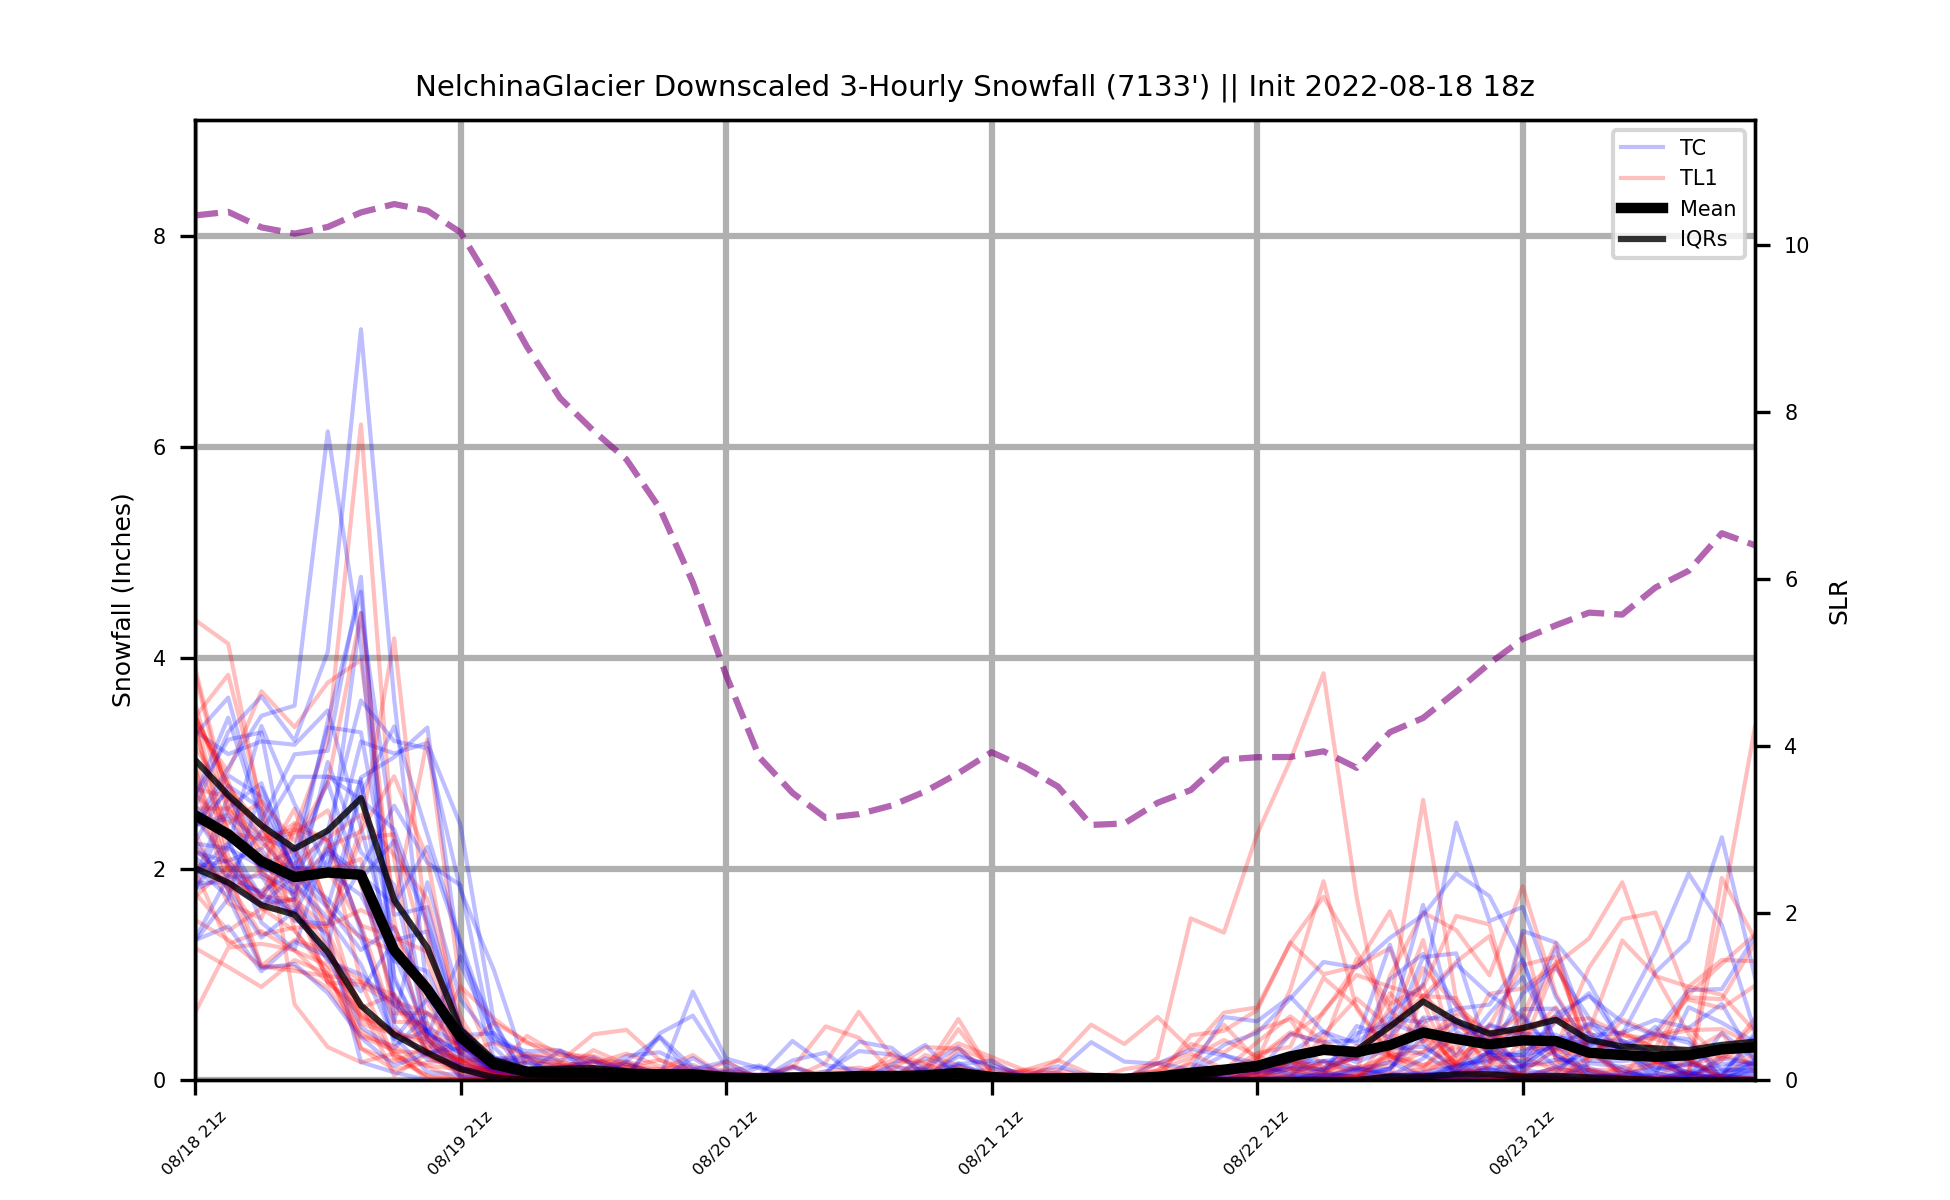 NelchinaGlacier Downscaled 3-Hourly Snowfall (7133') || Init 2022-08-18 18z
TC
TL1
Mean
IQRs
8
6
4
2
0
Snowfall (Inches)
10
8
6
4
2
0
SLR
08/18 21z
08/19 21z
08/20 21z
08/21 21z
08/22 21z
08/23 21z